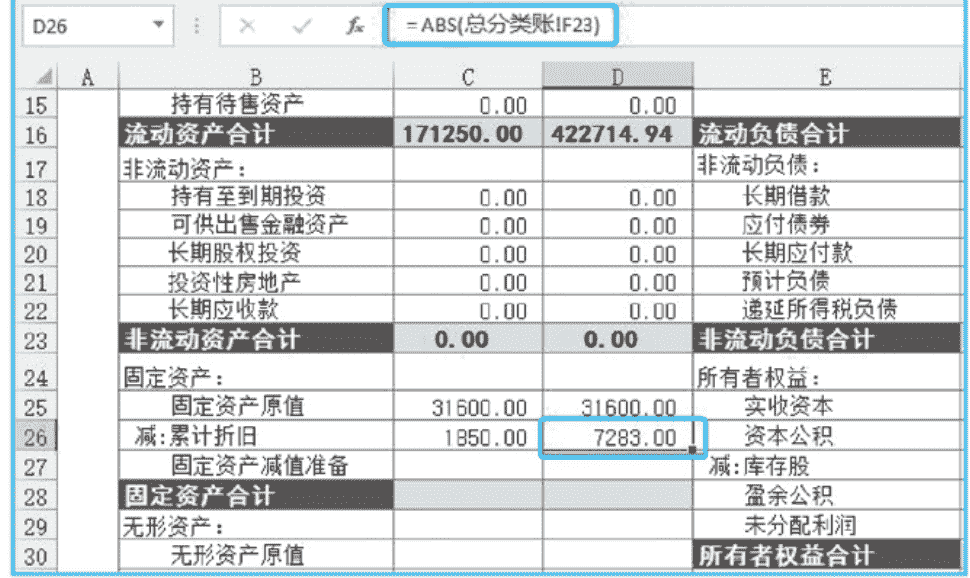 D26 fx =ABS(总分类账!F23)
A B C D E
15 持有待售资产 0.00 0.00
16 流动资产合计 171250.00 422714.94 流动负债合计
17 非流动资产： 非流动负债：
18 持有至到期投资 0.00 0.00 长期借款
19 可供出售金融资产 0.00 0.00 应付债券
20 长期股权投资 0.00 0.00 长期应付款
21 投资性房地产 0.00 0.00 预计负债
22 长期应收款 0.00 0.00 递延所得税负债
23 非流动资产合计 0.00 0.00 非流动负债合计
24 固定资产： 所有者权益：
25 固定资产原值 31600.00 31600.00 实收资本
26 减:累计折旧 1850.00 7283.00 资本公积
27 固定资产减值准备 减:库存股
28 固定资产合计 盈余公积
29 无形资产： 未分配利润
30 无形资产原值 所有者权益合计